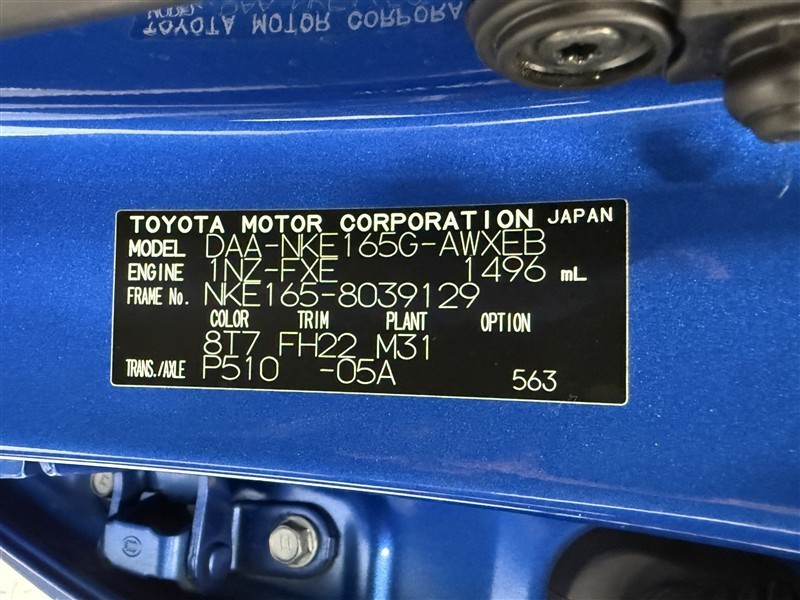 TOYOTA MOTOR CORPORATION JAPAN
MODEL DAA-NKE165G-AWXEB
ENGINE 1NZ-FXE 1496 mL
FRAME No. NKE165-8039129
COLOR TRIM PLANT OPTION
8T7 FH22 M31
TRANS./AXLE P510 -05A 563